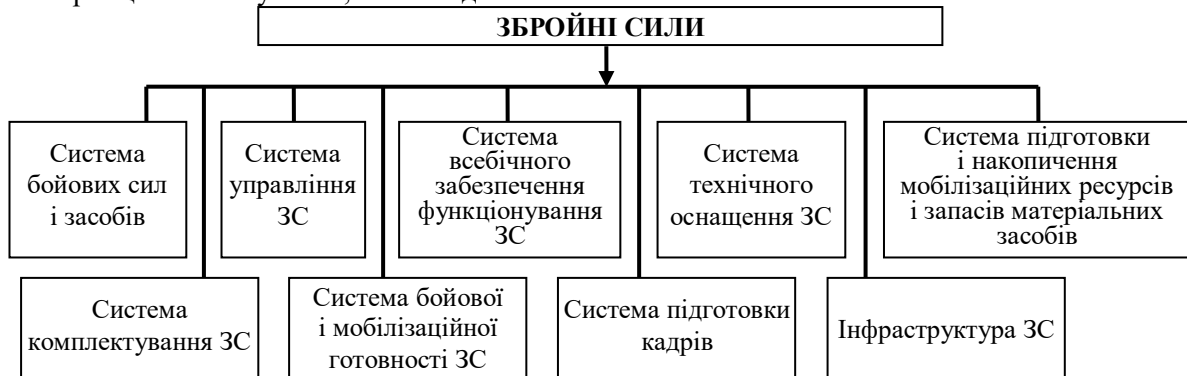 ЗБРОЙНІ СИЛИ
Система
бойових сил
і засобів
Система
управління
ЗС
Система
всебічного
забезпечення
функціонування
ЗС
Система
технічного
оснащення ЗС
Система підготовки
і накопичення
мобілізаційних ресурсів
і запасів матеріальних
засобів
Система
комплектування ЗС
Система бойової
і мобілізаційної
готовності ЗС
Система підготовки
кадрів
Інфраструктура ЗС